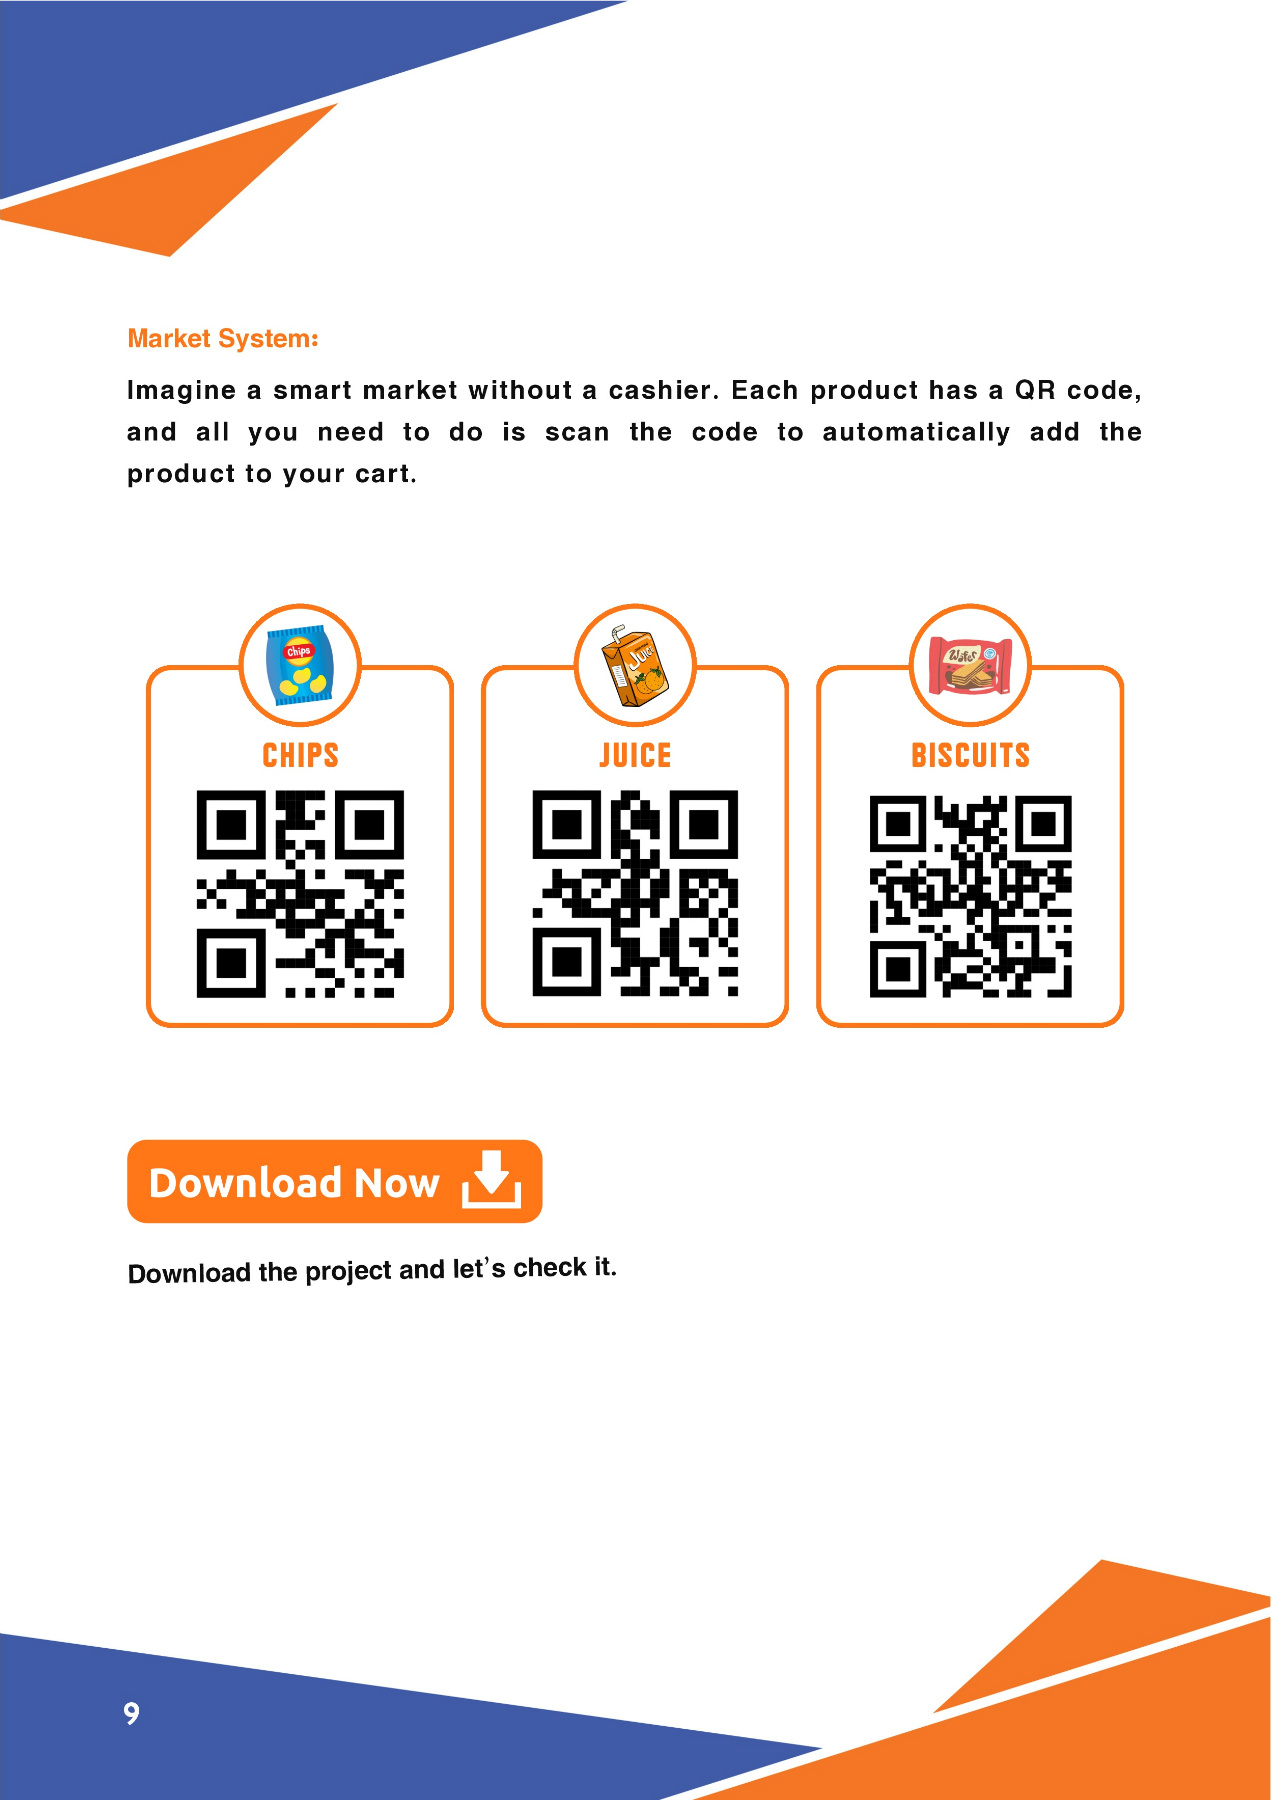 Market System:
Imagine a smart market without a cashier. Each product has a QR code,
and all you need to do is scan the code to automatically add the
product to your cart.
Chips
Juice
Wafer
CHIPS
JUICE
BISCUITS
Download Now
Download the project and let's check it.
9